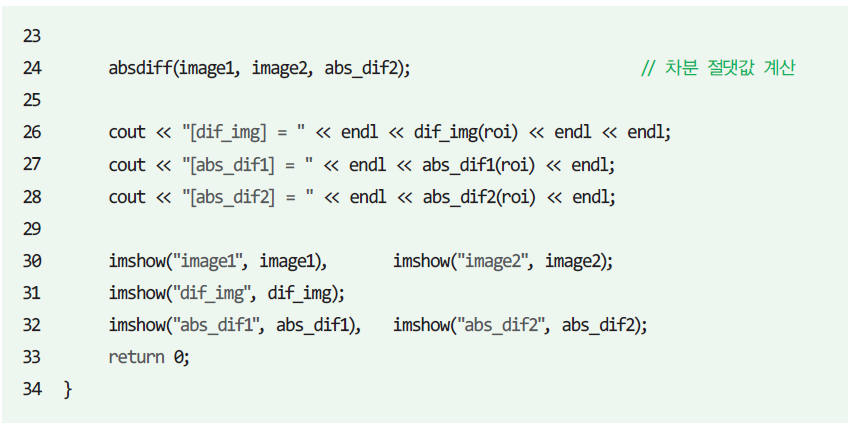 23
24 absdiff(image1, image2, abs_dif2); // 차분 절댓값 계산
25
26 cout << "[dif_img] = " << endl << dif_img(roi) << endl << endl;
27 cout << "[abs_dif1] = " << endl << abs_dif1(roi) << endl;
28 cout << "[abs_dif2] = " << endl << abs_dif2(roi) << endl;
29
30 imshow("image1", image1), imshow("image2", image2);
31 imshow("dif_img", dif_img);
32 imshow("abs_dif1", abs_dif1), imshow("abs_dif2", abs_dif2);
33 return 0;
34 }